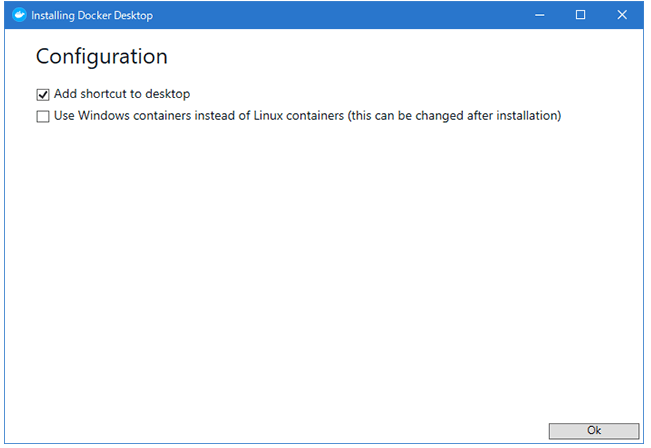 Installing Docker Desktop
Configuration
Add shortcut to desktop
Use Windows containers instead of Linux containers (this can be changed after installation)
Ok